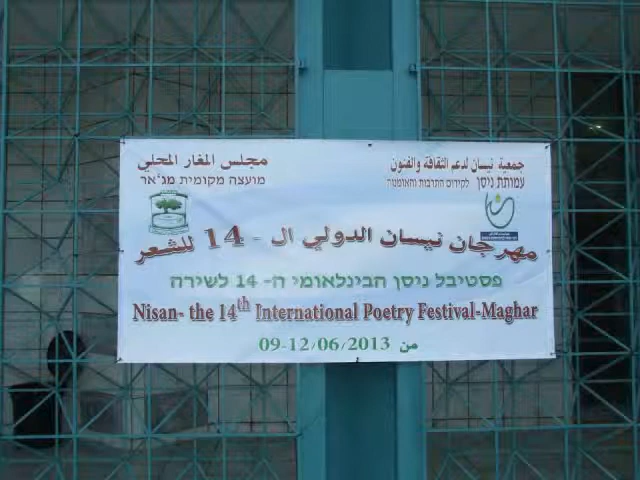 جمعية نيسان لدعم الثقافة والفنون
עמותת ניסן לקידום התרבות והאומנות
مجلس المغار المحلي
מועצה מקומית מג'אר
مهرجان نيسان الدولي ال - 14 للشعر
פסטיבל ניסן הבינלאומי ה- 14 לשירה
Nisan- the 14th International Poetry Festival-Maghar
من 09-12/06/2013